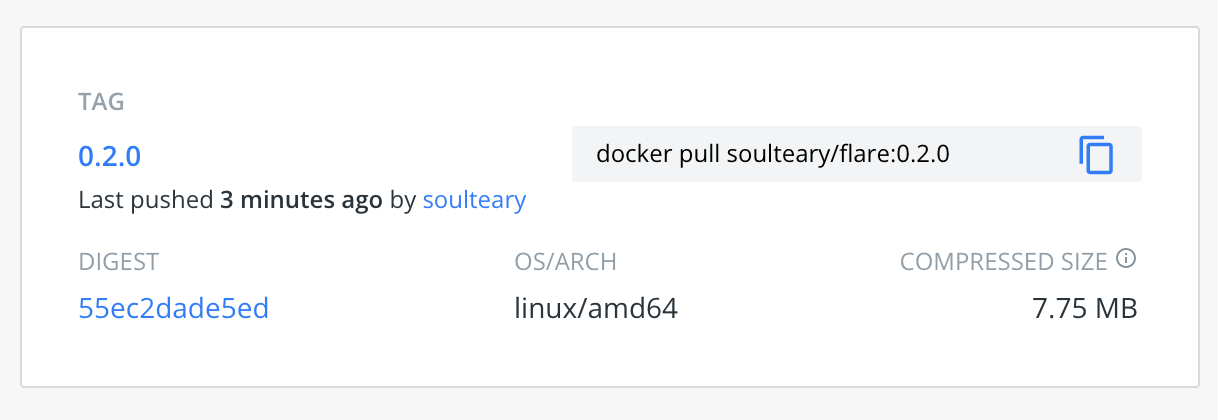 TAG
0.2.0
docker pull soulteary/flare:0.2.0
Last pushed 3 minutes ago by soulteary
DIGEST
OS/ARCH
COMPRESSED SIZE
55ec2dade5ed
linux/amd64
7.75 MB